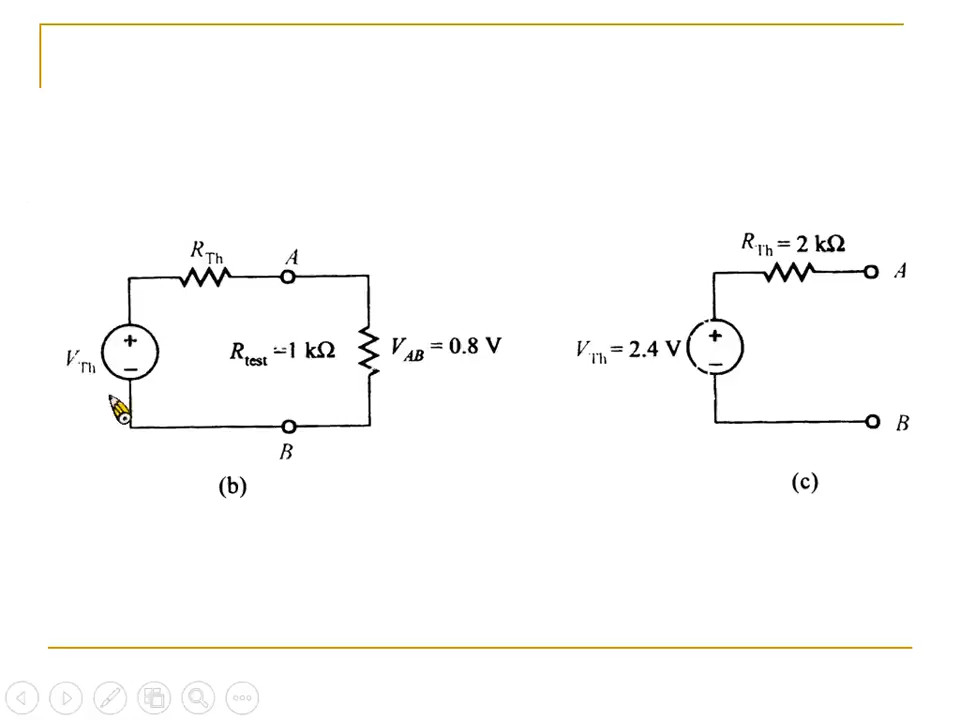 R_Th
A
V_Th
+
−
R_test = 1 kΩ
V_AB = 0.8 V
B
(b)
R_Th = 2 kΩ
A
V_Th = 2.4 V
+
−
B
(c)